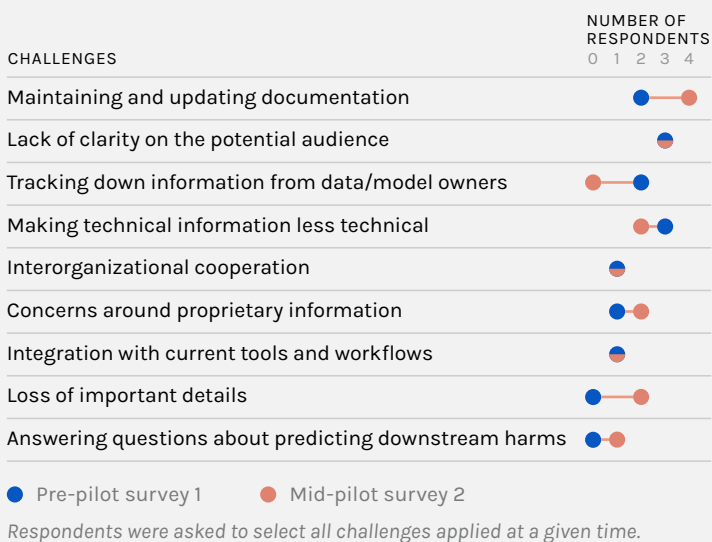 NUMBER OF
RESPONDENTS
CHALLENGES
0 1 2 3 4
Maintaining and updating documentation
Lack of clarity on the potential audience
Tracking down information from data/model owners
Making technical information less technical
Interorganizational cooperation
Concerns around proprietary information
Integration with current tools and workflows
Loss of important details
Answering questions about predicting downstream harms
Pre-pilot survey 1
Mid-pilot survey 2
Respondents were asked to select all challenges applied at a given time.